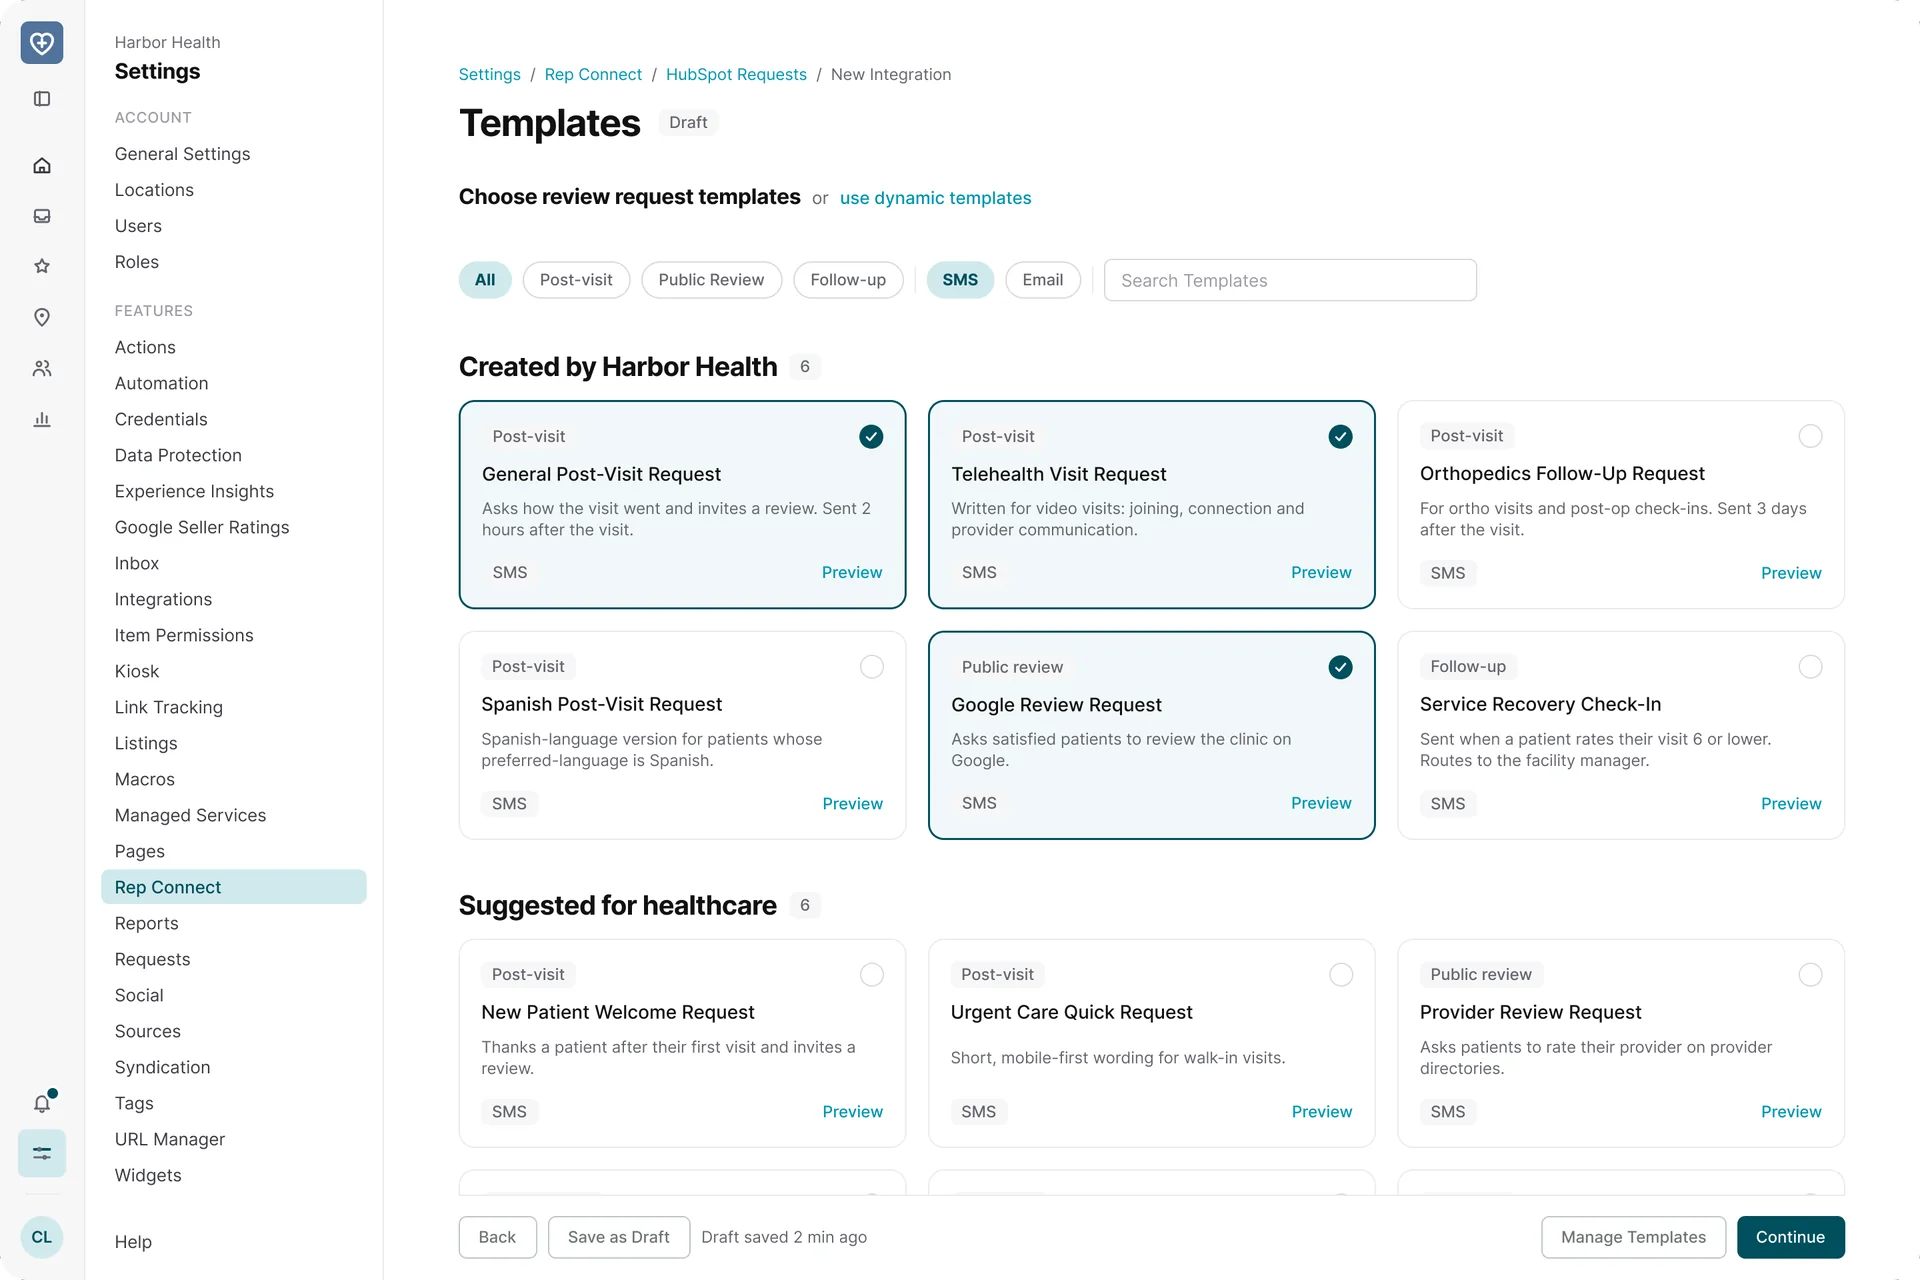 Harbor Health
Settings
ACCOUNT
General Settings
Locations
Users
Roles
FEATURES
Actions
Automation
Credentials
Data Protection
Experience Insights
Google Seller Ratings
Inbox
Integrations
Item Permissions
Kiosk
Link Tracking
Listings
Macros
Managed Services
Pages
Rep Connect
Reports
Requests
Social
Sources
Syndication
Tags
URL Manager
Widgets
Help
CL
Settings / Rep Connect / HubSpot Requests / New Integration
Templates Draft
Choose review request templates or use dynamic templates
All Post-visit Public Review Follow-up SMS Email Search Templates
Created by Harbor Health 6
Post-visit
General Post-Visit Request
Asks how the visit went and invites a review. Sent 2
hours after the visit.
SMS Preview
Post-visit
Telehealth Visit Request
Written for video visits: joining, connection and
provider communication.
SMS Preview
Post-visit
Orthopedics Follow-Up Request
For ortho visits and post-op check-ins. Sent 3 days
after the visit.
SMS Preview
Post-visit
Spanish Post-Visit Request
Spanish-language version for patients whose
preferred-language is Spanish.
SMS Preview
Public review
Google Review Request
Asks satisfied patients to review the clinic on
Google.
SMS Preview
Follow-up
Service Recovery Check-In
Sent when a patient rates their visit 6 or lower.
Routes to the facility manager.
SMS Preview
Suggested for healthcare 6
Post-visit
New Patient Welcome Request
Thanks a patient after their first visit and invites a
review.
SMS Preview
Post-visit
Urgent Care Quick Request
Short, mobile-first wording for walk-in visits.
SMS Preview
Public review
Provider Review Request
Asks patients to rate their provider on provider
directories.
SMS Preview
Back Save as Draft Draft saved 2 min ago Manage Templates Continue